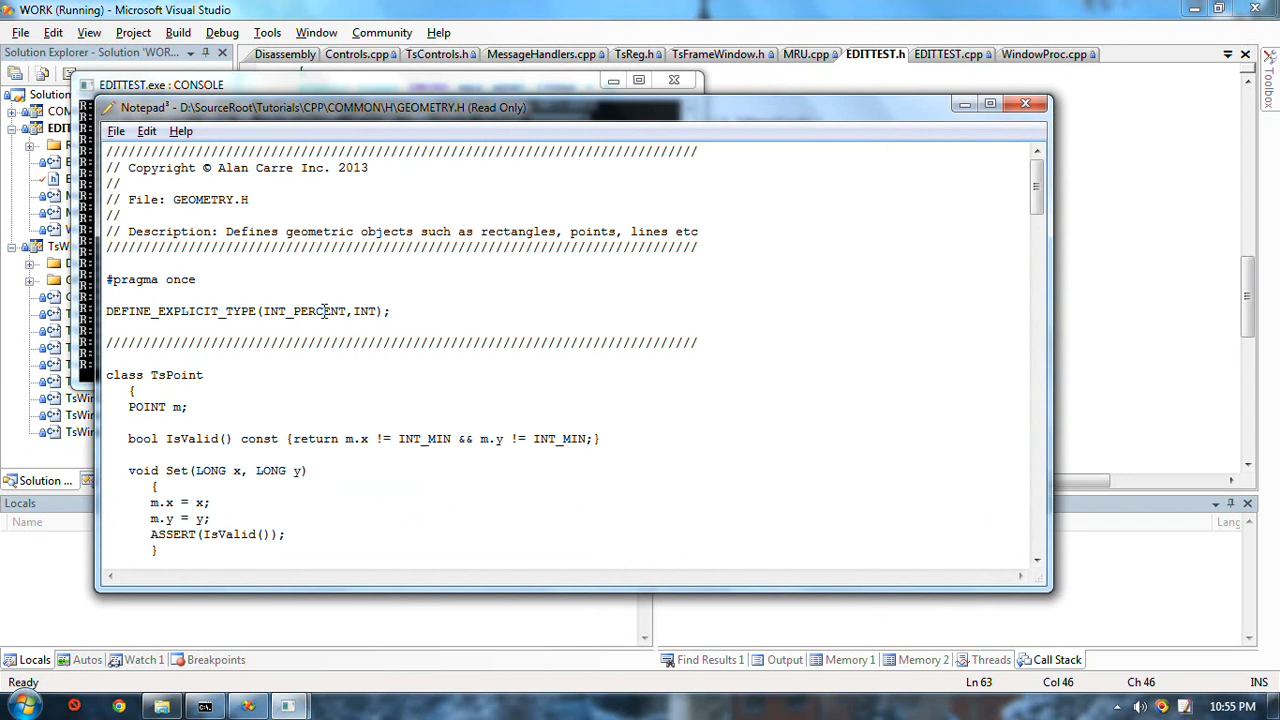 WORK (Running) - Microsoft Visual Studio
File Edit View Project Build Debug Tools Window Community Help
Solution Explorer - Solution 'WOR...
Disassembly Controls.cpp TsControls.h MessageHandlers.cpp TsReg.h TsFrameWindow.h MRU.cpp EDITTEST.h EDITTEST.cpp WindowProc.cpp
Toolbox
EDITTEST.exe : CONSOLE
Notepad³ - D:\SourceRoot\Tutorials\CPP\COMMON\H\GEOMETRY.H (Read Only)
File Edit Help
///////////////////////////////////////////////////////////////////////////////
// Copyright © Alan Carre Inc. 2013
//
// File: GEOMETRY.H
//
// Description: Defines geometric objects such as rectangles, points, lines etc
///////////////////////////////////////////////////////////////////////////////
#pragma once
DEFINE_EXPLICIT_TYPE(INT_PERCENT,INT);
///////////////////////////////////////////////////////////////////////////////
class TsPoint
{
POINT m;
bool IsValid() const {return m.x != INT_MIN && m.y != INT_MIN;}
void Set(LONG x, LONG y)
{
m.x = x;
m.y = y;
ASSERT(IsValid());
}
Solution ...
Locals
Name
Lang
Locals Autos Watch 1 Breakpoints
Find Results 1 Output Memory 1 Memory 2 Threads Call Stack
Ready
Ln 63 Col 46 Ch 46 INS
10:55 PM